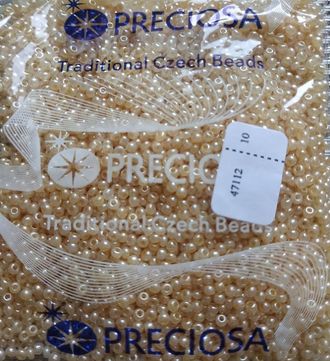 PRECIOSA
Traditional Czech Beads
10
47112
PRECIOSA
Traditional Czech Beads
PRECIOSA